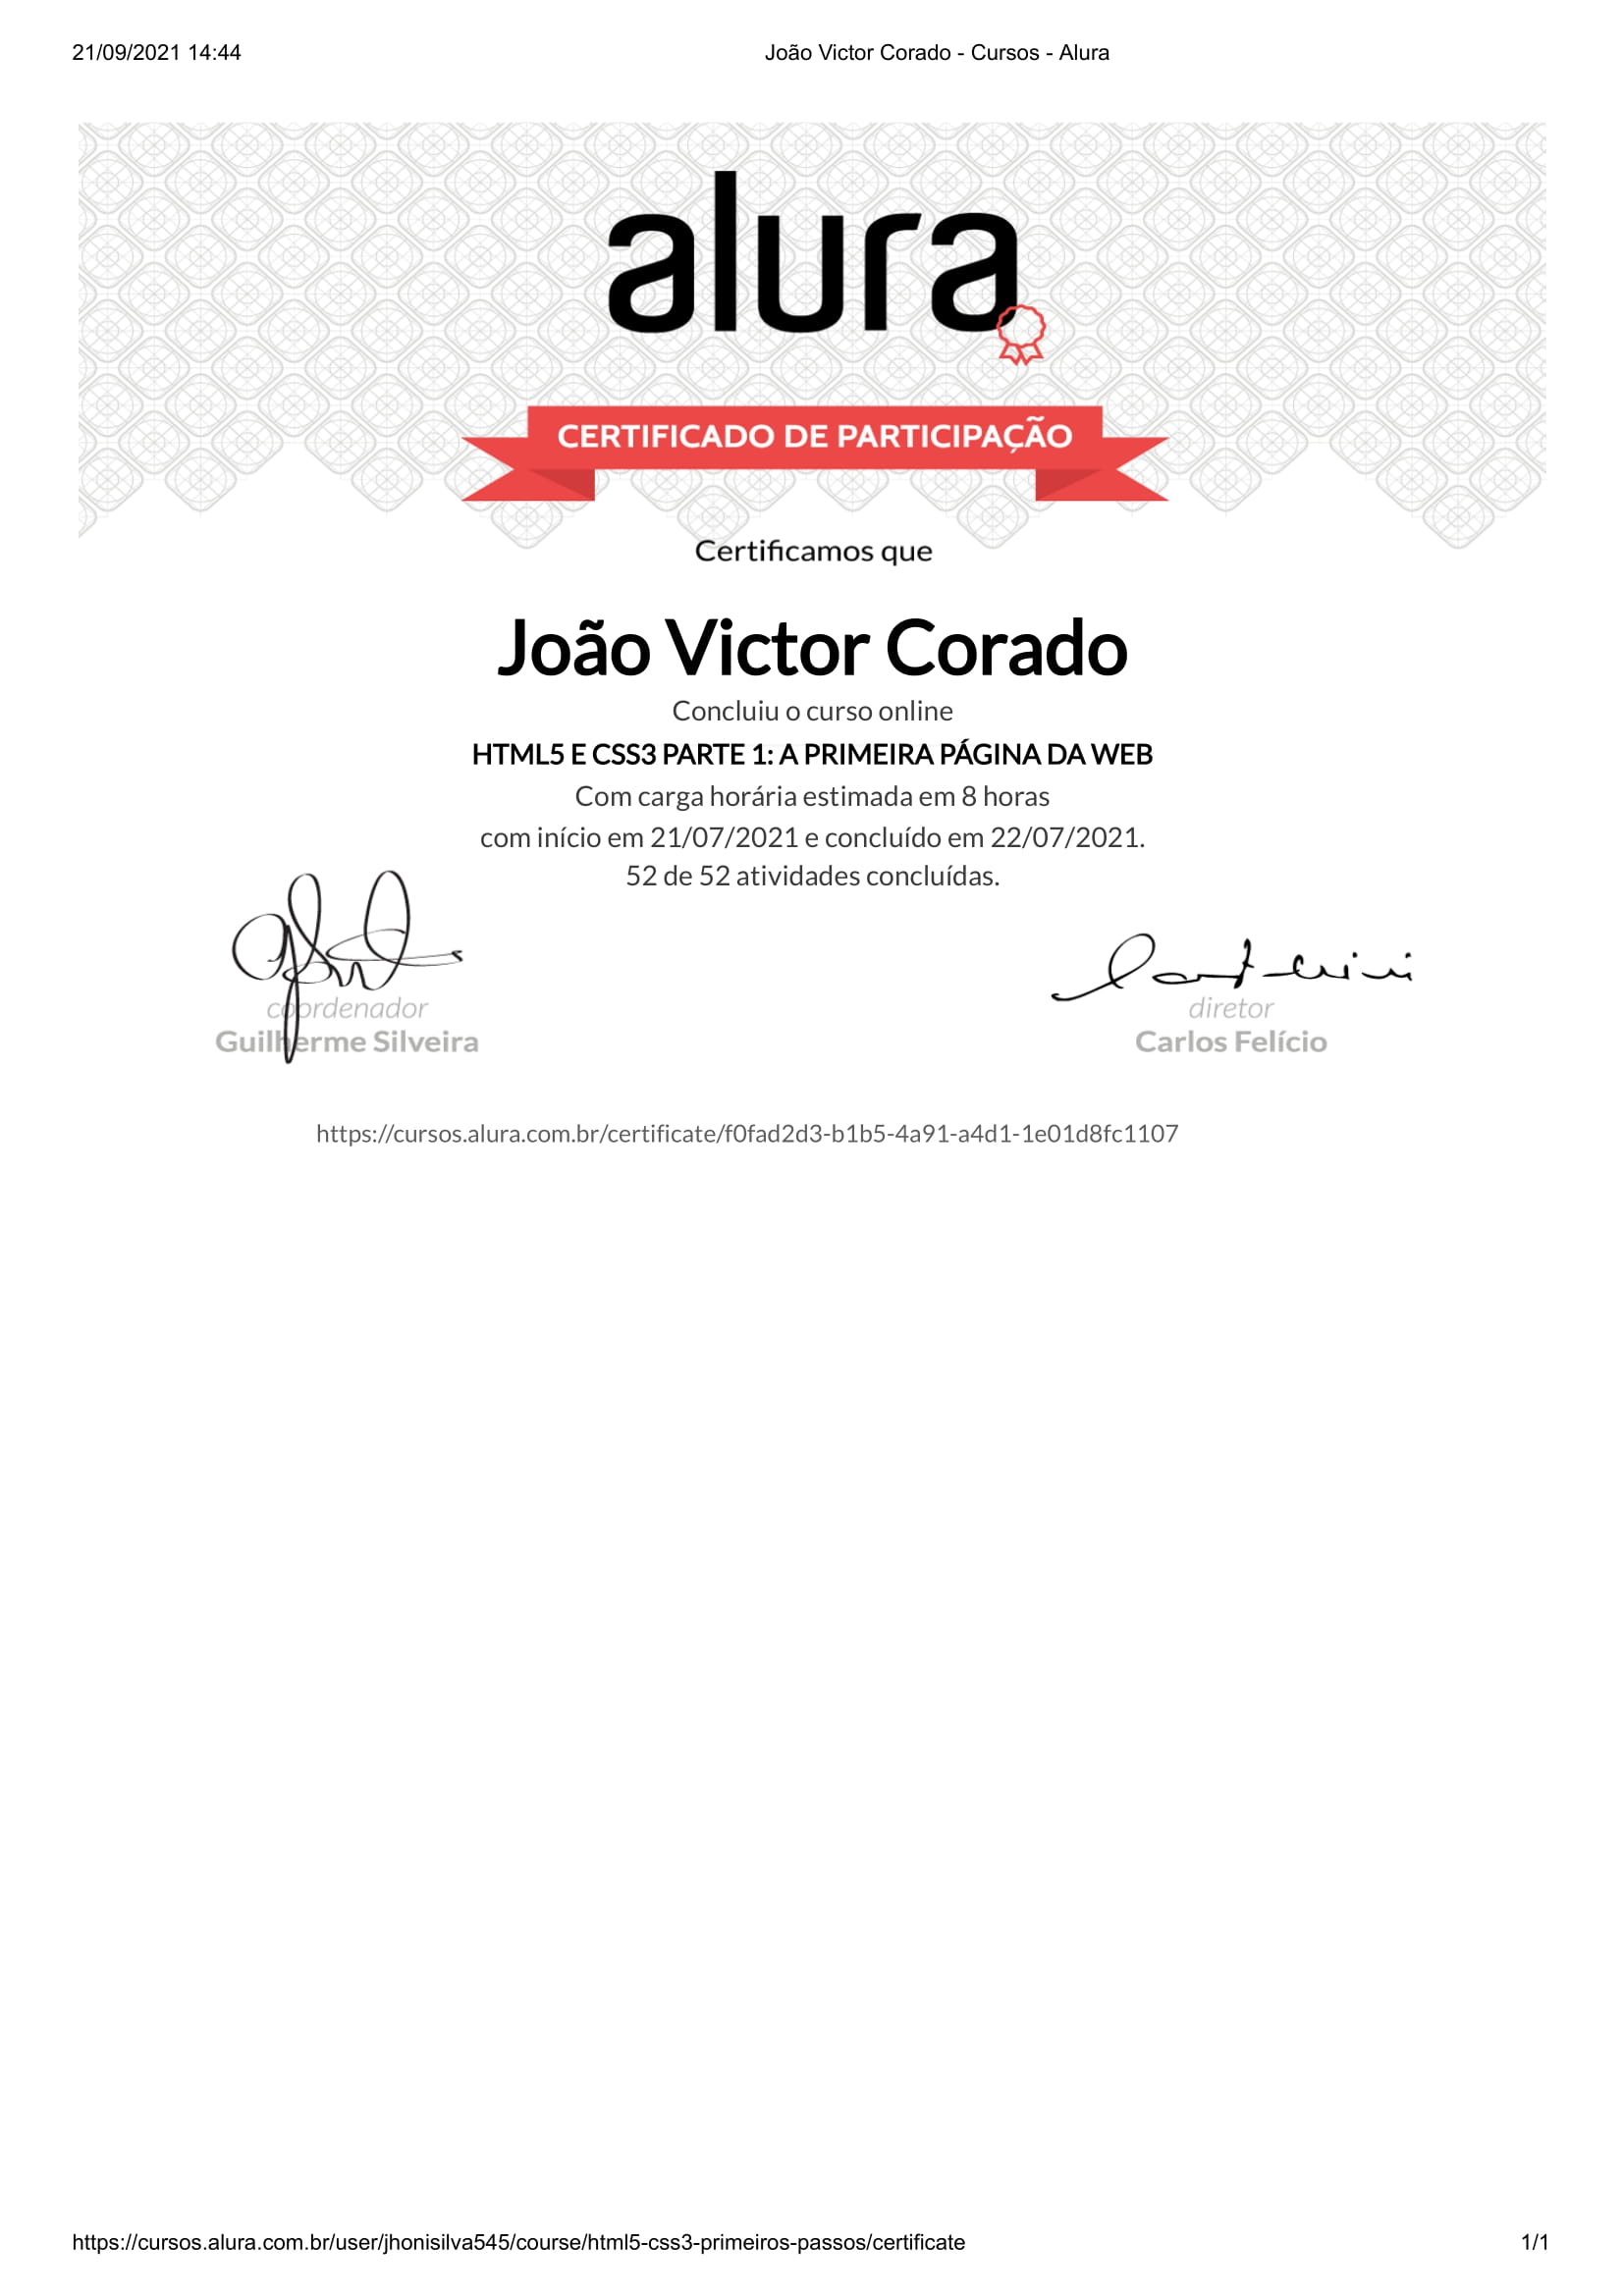 21/09/2021 14:44
João Victor Corado - Cursos - Alura
alura
CERTIFICADO DE PARTICIPAÇÃO
Certificamos que
João Victor Corado
Concluiu o curso online
HTML5 E CSS3 PARTE 1: A PRIMEIRA PÁGINA DA WEB
Com carga horária estimada em 8 horas
com início em 21/07/2021 e concluído em 22/07/2021.
52 de 52 atividades concluídas.
coordenador
Guilherme Silveira
diretor
Carlos Felício
https://cursos.alura.com.br/certificate/f0fad2d3-b1b5-4a91-a4d1-1e01d8fc1107
https://cursos.alura.com.br/user/jhonisilva545/course/html5-css3-primeiros-passos/certificate
1/1